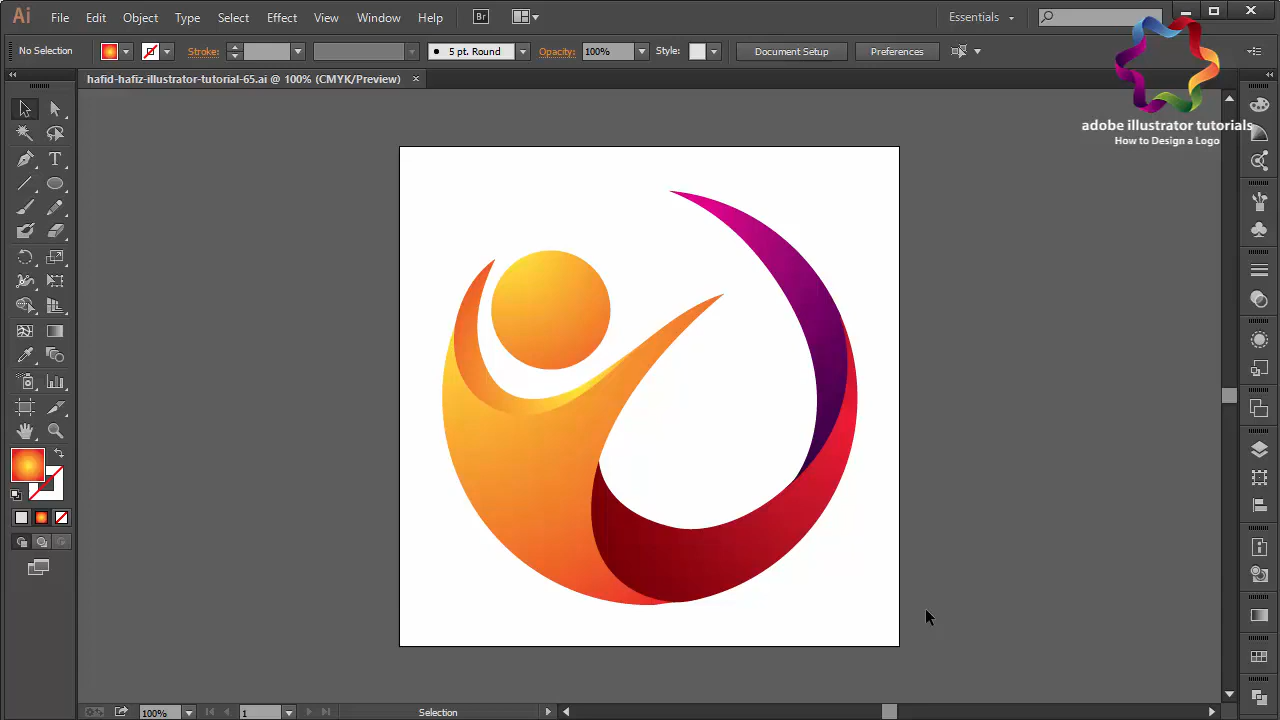 Ai File Edit Object Type Select Effect View Window Help Br Essentials
No Selection Stroke: 5 pt. Round Opacity: 100% Style: Document Setup Preferences
hafid-hafiz-illustrator-tutorial-65.ai @ 100% (CMYK/Preview)
adobe illustrator tutorials
How to Design a Logo
T
100% 1 Selection